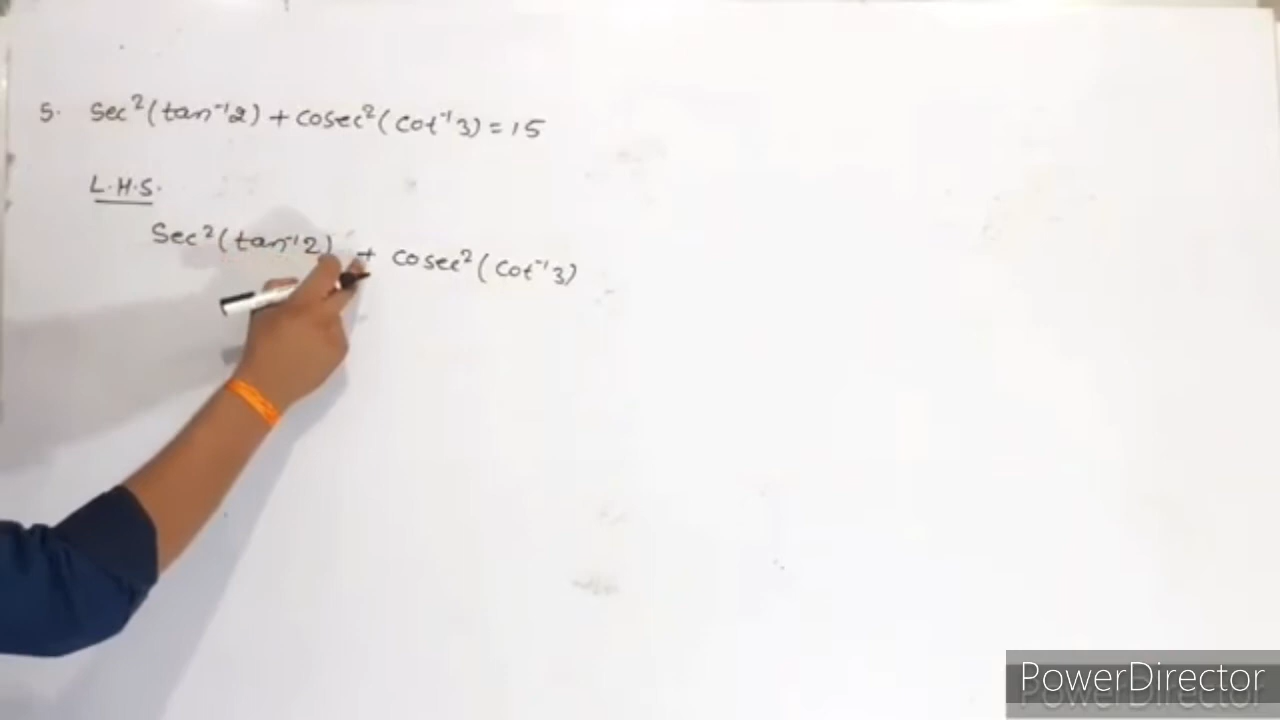 5. Sec²(tan⁻¹2) + cosec²(cot⁻¹3) = 15
L.H.S.
Sec²(tan⁻¹2) + cosec²(cot⁻¹3)
PowerDirector